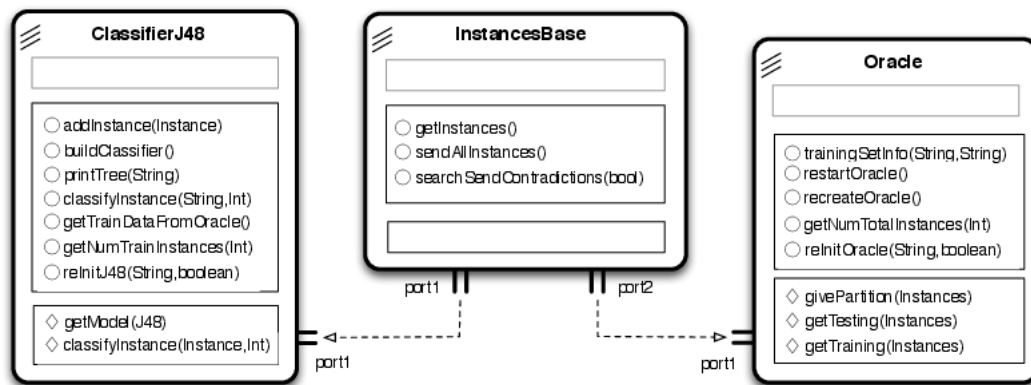 ClassifierJ48
addInstance(Instance)
buildClassifier()
printTree(String)
classifyInstance(String,Int)
getTrainDataFromOracle()
getNumTrainInstances(Int)
reInitJ48(String,boolean)
getModel(J48)
classifyInstance(Instance,Int)
port1
InstancesBase
getInstances()
sendAllInstances()
searchSendContradictions(bool)
port1
port2
Oracle
trainingSetInfo(String,String)
restartOracle()
recreateOracle()
getNumTotalInstances(Int)
reInitOracle(String,boolean)
givePartition(Instances)
getTesting(Instances)
getTraining(Instances)
port1